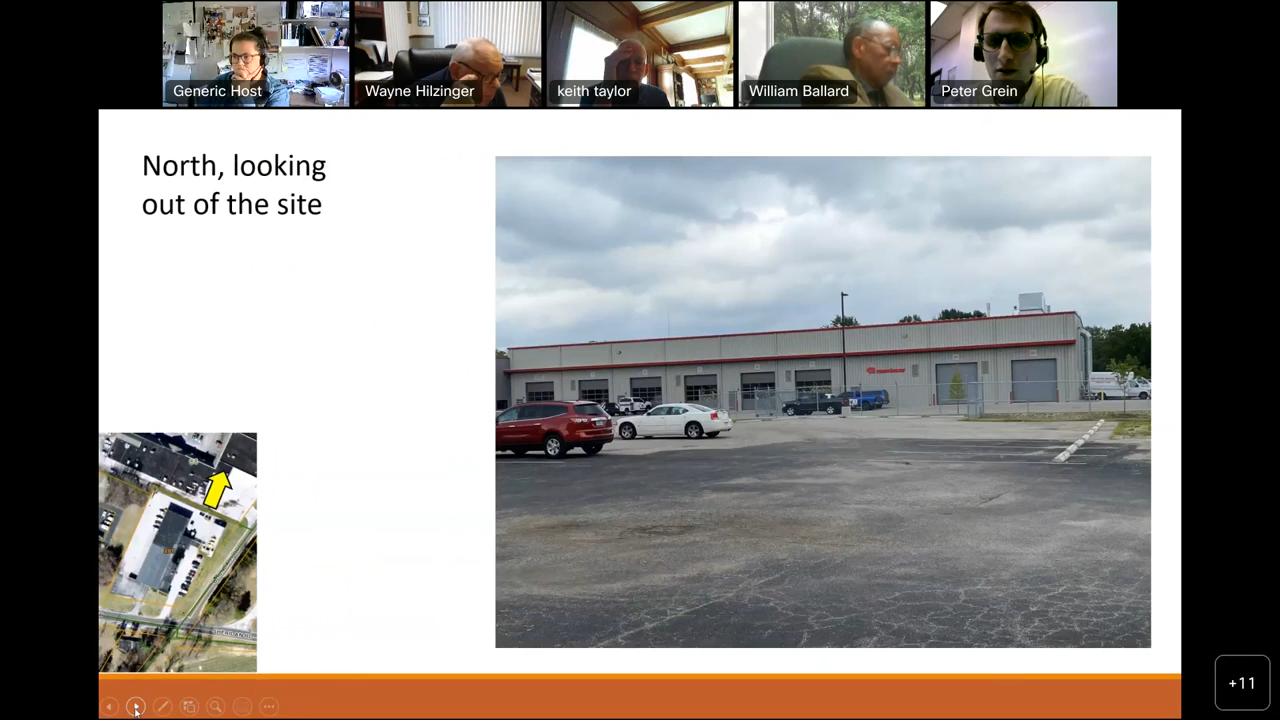 Generic Host
Wayne Hilzinger
keith taylor
William Ballard
Peter Grein
North, looking
out of the site
+11